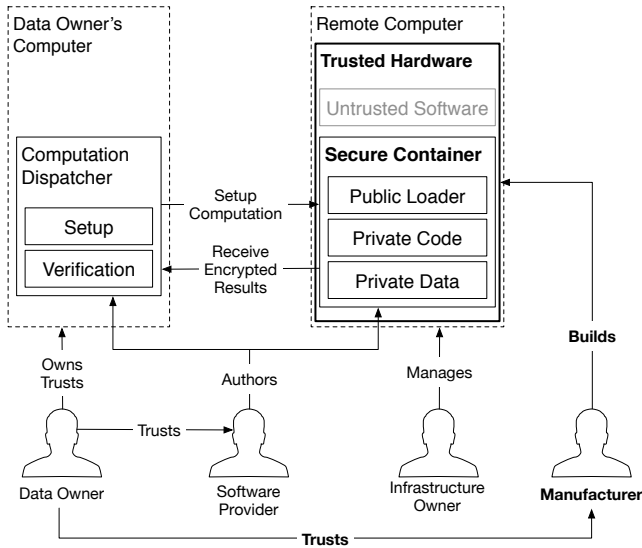 Data Owner's
Computer
Remote Computer
Trusted Hardware
Untrusted Software
Computation
Dispatcher
Setup
Verification
Setup
Computation
Receive
Encrypted
Results
Secure Container
Public Loader
Private Code
Private Data
Owns
Trusts
Trusts
Authors
Manages
Builds
Data Owner
Software
Provider
Infrastructure
Owner
Manufacturer
Trusts